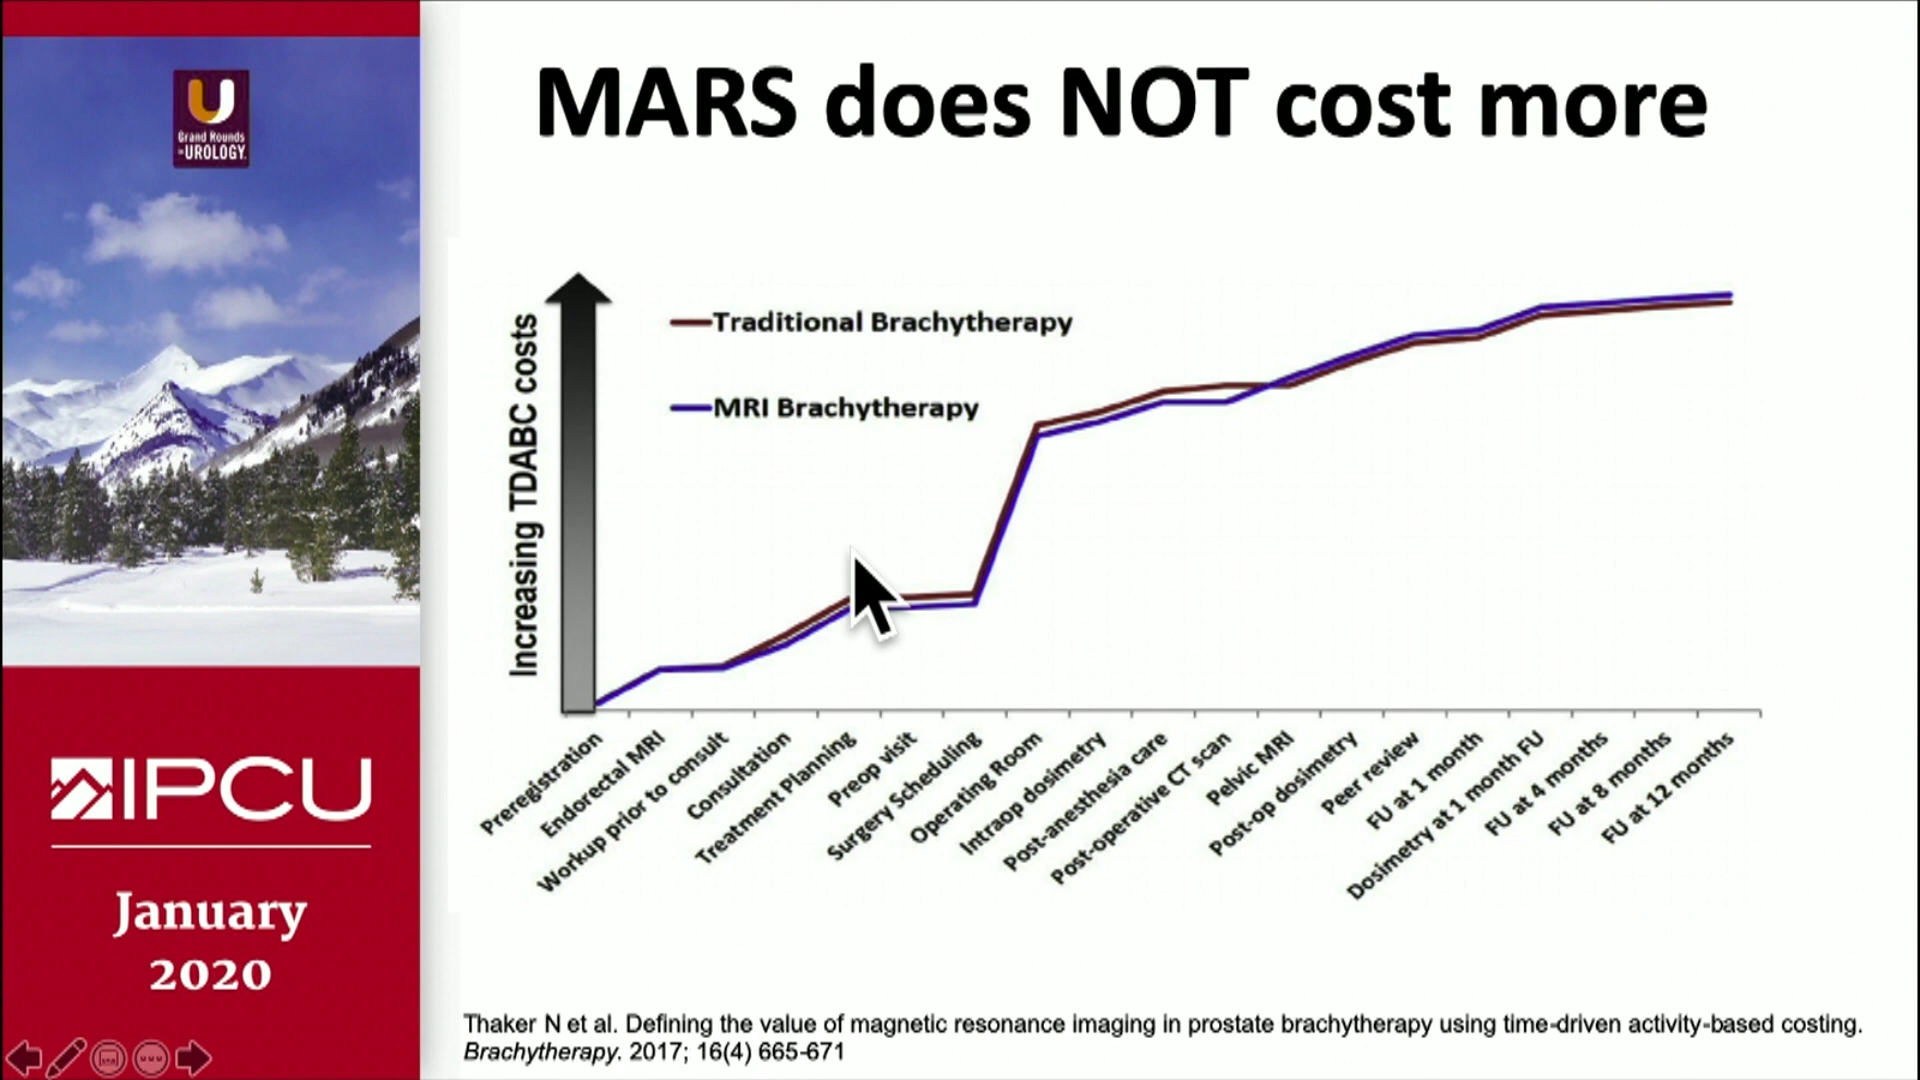 MARS does NOT cost more
Grand Rounds
in UROLOGY
Increasing TDABC costs
Traditional Brachytherapy
MRI Brachytherapy
Preregistration
Endorectal MRI
Workup prior to consult
Consultation
Treatment Planning
Preop visit
Surgery Scheduling
Operating Room
Intraop dosimetry
Post-anesthesia care
Post-operative CT scan
Pelvic MRI
Post-op dosimetry
Peer review
FU at 1 month
Dosimetry at 1 month FU
FU at 4 months
FU at 8 months
FU at 12 months
IPCU
January
2020
Thaker N et al. Defining the value of magnetic resonance imaging in prostate brachytherapy using time-driven activity-based costing.
Brachytherapy. 2017; 16(4) 665-671